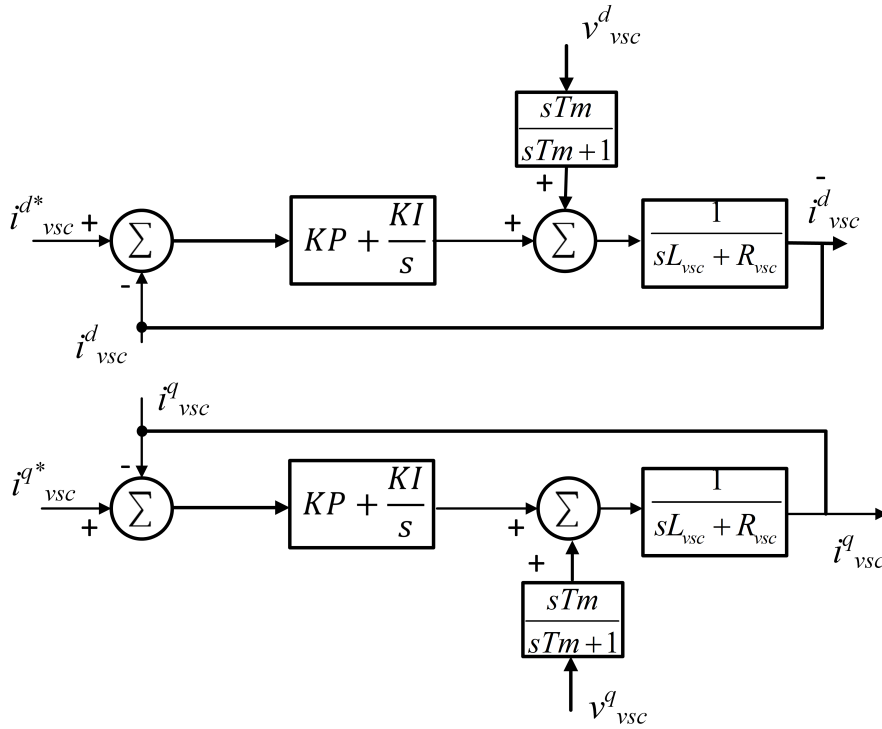 v^d_vsc
sTm
sTm + 1
+
i^d*_vsc + Σ KP + KI/s + Σ 1/(sL_vsc + R_vsc) -i^d_vsc
-
i^d_vsc
i^q_vsc
-
i^q*_vsc + Σ KP + KI/s + Σ 1/(sL_vsc + R_vsc) i^q_vsc
+
sTm
sTm + 1
v^q_vsc